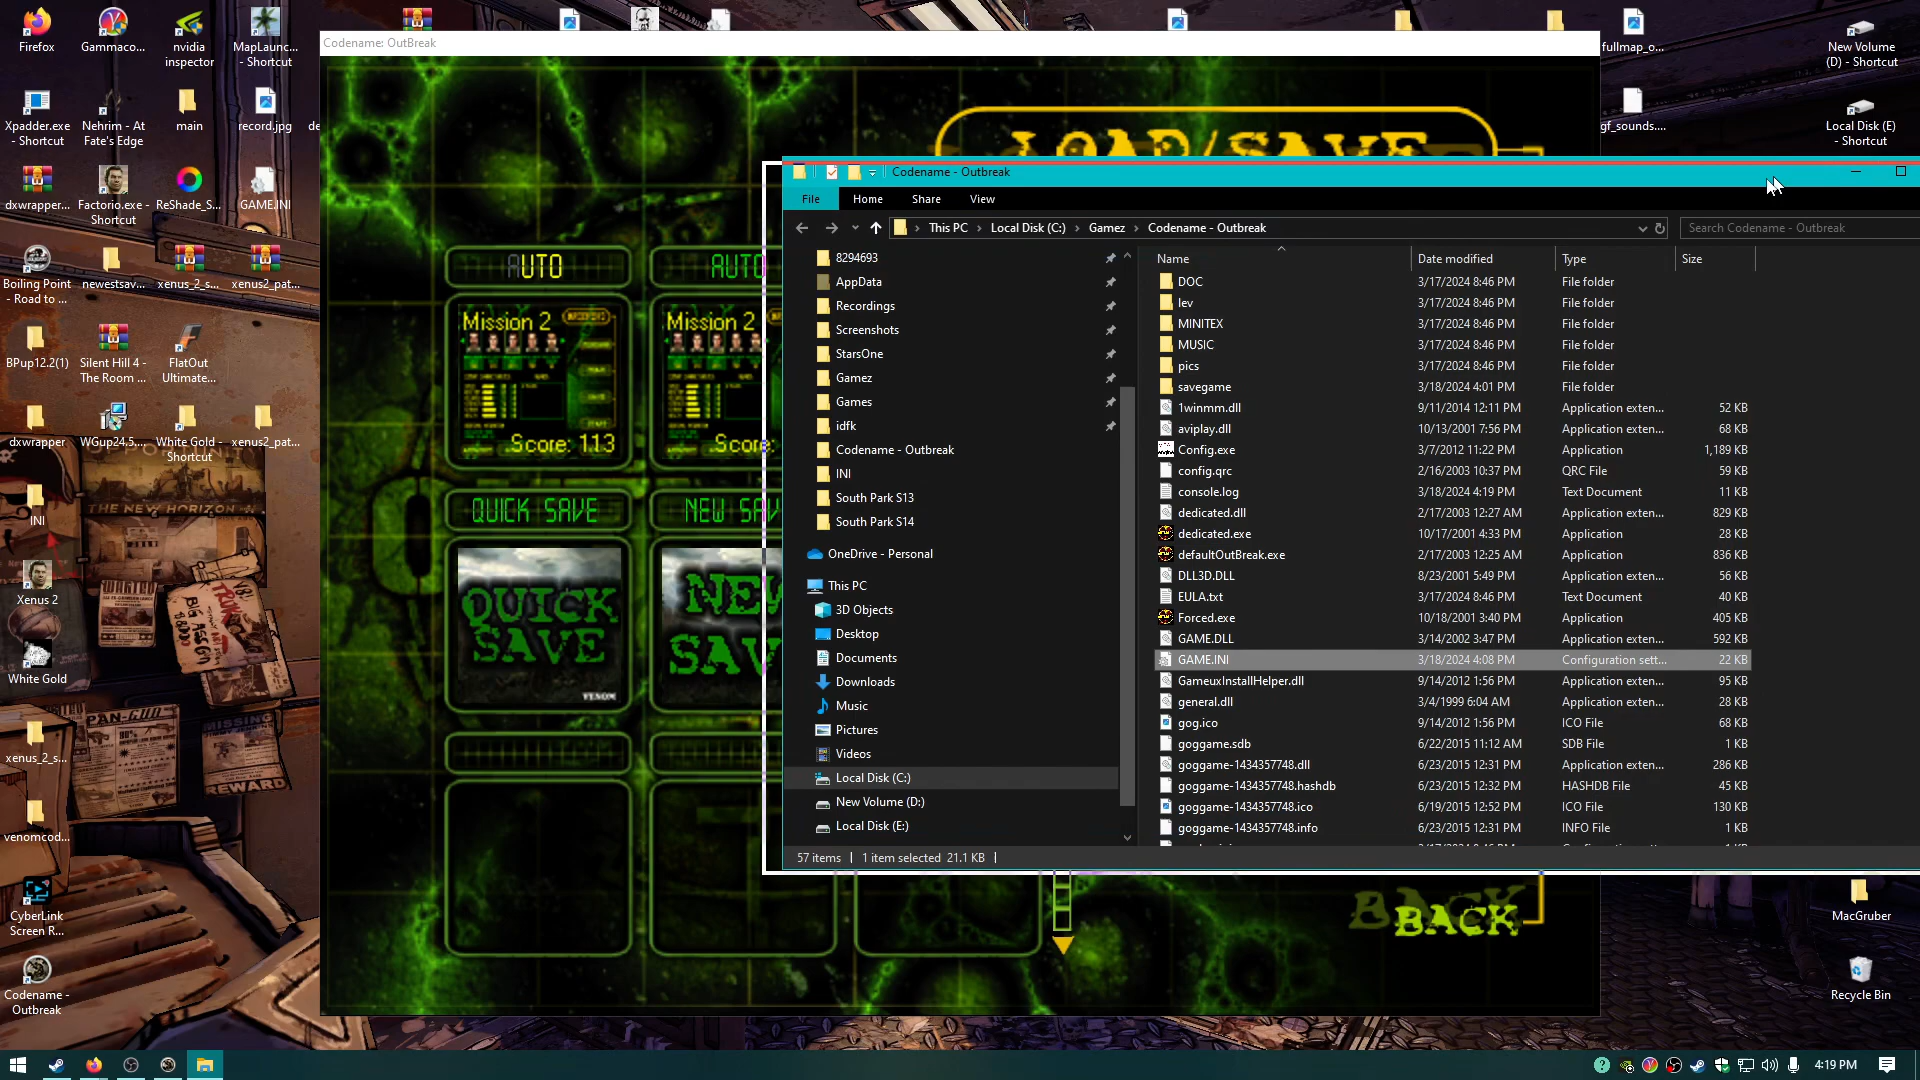 Firefox
Gammaco...
nvidia
inspector
MapLaunc...
- Shortcut
fullmap_o...
New Volume
(D) - Shortcut
Xpadder.exe
- Shortcut
Nehrim - At
Fate's Edge
main
record.jpg
de
gf_sounds....
Local Disk (E)
- Shortcut
dxwrapper...
Factorio.exe -
Shortcut
ReShade_S...
GAME.INI
Boiling Point
- Road to ...
newestsav...
xenus_2_s...
xenus2_pat...
BPup12.2(1)
Silent Hill 4 -
The Room ...
FlatOut
Ultimate...
dxwrapper
WGup24.5....
White Gold -
Shortcut
xenus2_pat...
INI
Xenus 2
White Gold
xenus_2_s...
venomcod...
CyberLink
Screen R...
Codename -
Outbreak
MacGruber
Recycle Bin
THE NEW HORIZON
WANTED
BIG
ASS
Codename: OutBreak
LOAD/SAVE
AUTO
AUTO
Mission 2
Mission 2
Score: 113
Score:
QUICK SAVE
NEW SAV
QUICK
SAVE
VENOM
NEW
SAV
BACK
Codename - Outbreak
File
Home
Share
View
This PC
Local Disk (C:)
Gamez
Codename - Outbreak
Search Codename - Outbreak
8294693
AppData
Recordings
Screenshots
StarsOne
Gamez
Games
idfk
Codename - Outbreak
INI
South Park S13
South Park S14
OneDrive - Personal
This PC
3D Objects
Desktop
Documents
Downloads
Music
Pictures
Videos
Local Disk (C:)
New Volume (D:)
Local Disk (E:)
Name Date modified Type Size
DOC 3/17/2024 8:46 PM File folder
lev 3/17/2024 8:46 PM File folder
MINITEX 3/17/2024 8:46 PM File folder
MUSIC 3/17/2024 8:46 PM File folder
pics 3/17/2024 8:46 PM File folder
savegame 3/18/2024 4:01 PM File folder
1winmm.dll 9/11/2014 12:11 PM Application exten... 52 KB
aviplay.dll 10/13/2001 7:56 PM Application exten... 68 KB
Config.exe 3/7/2012 11:22 PM Application 1,189 KB
config.qrc 2/16/2003 10:37 PM QRC File 59 KB
console.log 3/18/2024 4:19 PM Text Document 11 KB
dedicated.dll 2/17/2003 12:27 AM Application exten... 829 KB
dedicated.exe 10/17/2001 4:33 PM Application 28 KB
defaultOutBreak.exe 2/17/2003 12:25 AM Application 836 KB
DLL3D.DLL 8/23/2001 5:49 PM Application exten... 56 KB
EULA.txt 3/17/2024 8:46 PM Text Document 40 KB
Forced.exe 10/18/2001 3:40 PM Application 405 KB
GAME.DLL 3/14/2002 3:47 PM Application exten... 592 KB
GAME.INI 3/18/2024 4:08 PM Configuration sett... 22 KB
GameuxInstallHelper.dll 9/14/2012 1:56 PM Application exten... 95 KB
general.dll 3/4/1999 6:04 AM Application exten... 28 KB
gog.ico 9/14/2012 1:56 PM ICO File 68 KB
goggame.sdb 6/22/2015 11:12 AM SDB File 1 KB
goggame-1434357748.dll 6/23/2015 12:31 PM Application exten... 286 KB
goggame-1434357748.hashdb 6/23/2015 12:32 PM HASHDB File 45 KB
goggame-1434357748.ico 6/19/2015 12:52 PM ICO File 130 KB
goggame-1434357748.info 6/23/2015 12:31 PM INFO File 1 KB
57 items
1 item selected 21.1 KB
4:19 PM